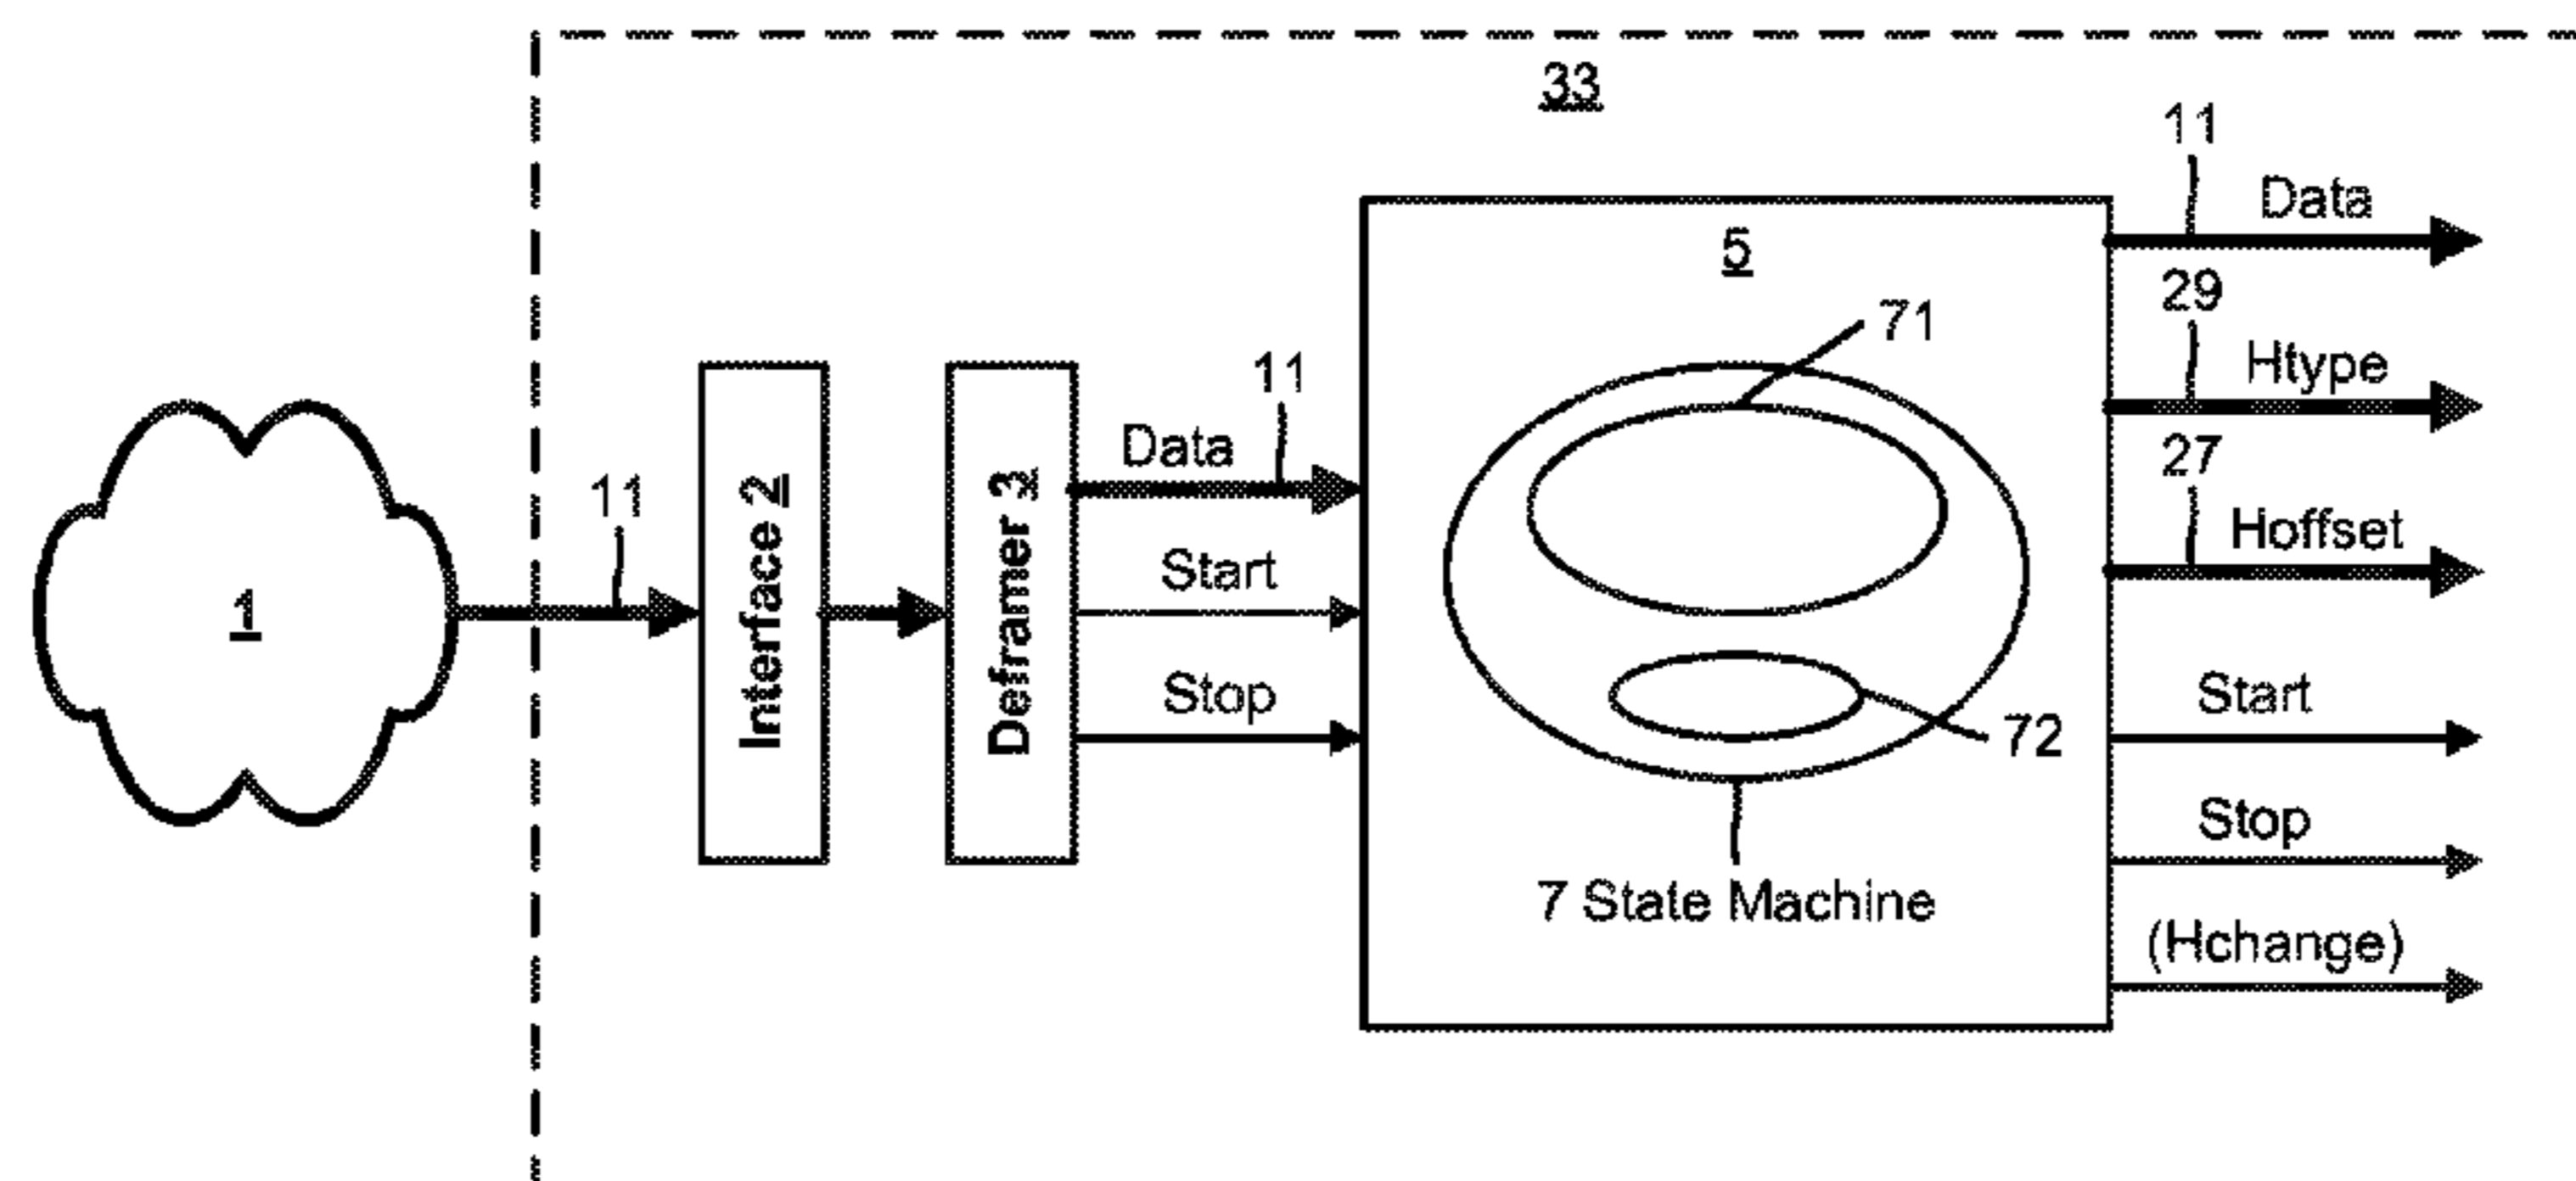 33
11
Data
5
29
71
Htype
11
27
Data
Hoffset
11
Interface 2
Deframer 3
1
Start
Start
Stop
72
Stop
7 State Machine
(Hchange)